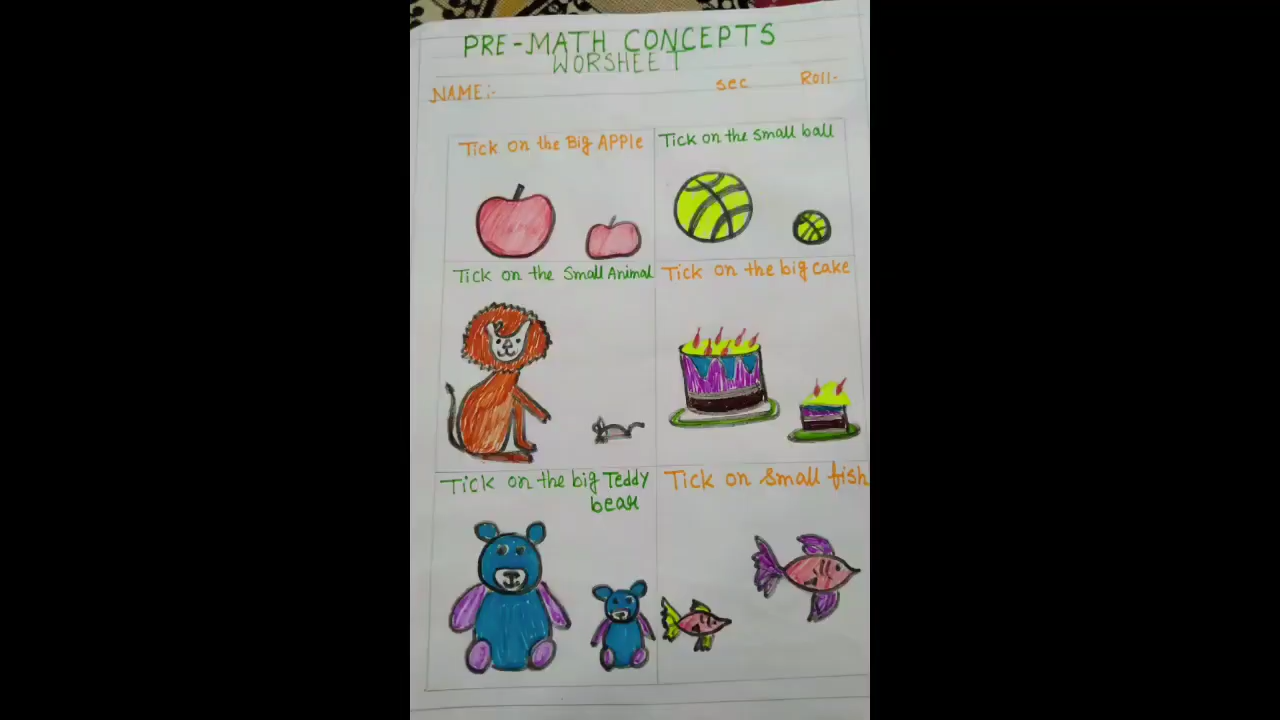 PRE-MATH CONCEPTS
WORSHEET
NAME:- sec Roll-
Tick on the Big APPle
Tick on the small ball
Tick on the Small Animal
Tick on the big cake
Tick on the big Teddy
bear
Tick on small fish